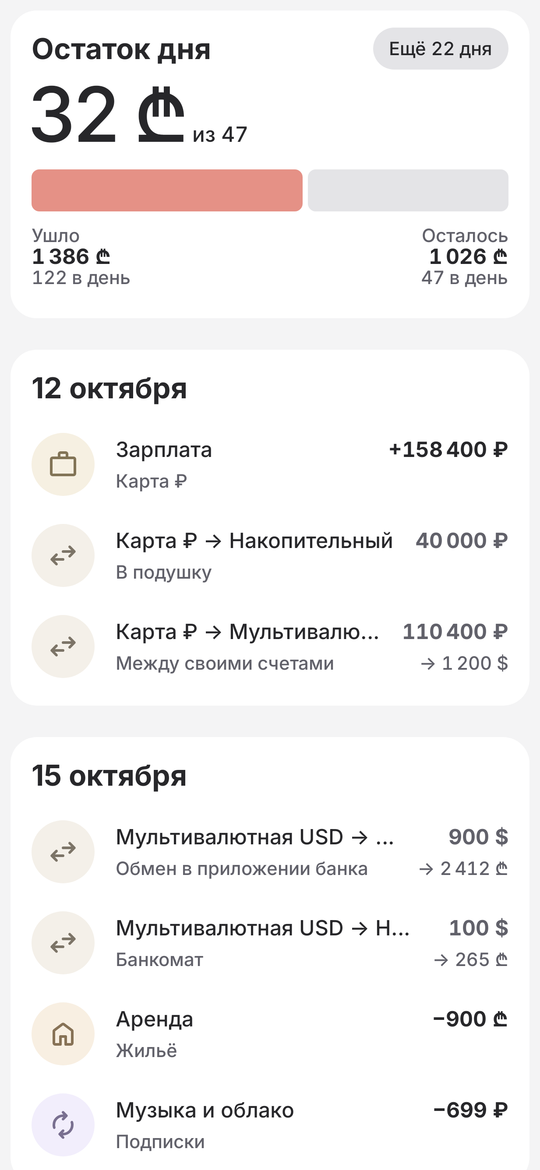 Остаток дня
Ещё 22 дня
32 ₾ из 47
Ушло
Осталось
1 386 ₾
1 026 ₾
122 в день
47 в день
12 октября
Зарплата
+158 400 ₽
Карта ₽
Карта ₽ → Накопительный
40 000 ₽
В подушку
Карта ₽ → Мультивалю...
110 400 ₽
Между своими счетами
→ 1 200 $
15 октября
Мультивалютная USD → ...
900 $
Обмен в приложении банка
→ 2 412 ₾
Мультивалютная USD → Н...
100 $
Банкомат
→ 265 ₾
Аренда
−900 ₾
Жильё
Музыка и облако
−699 ₽
Подписки